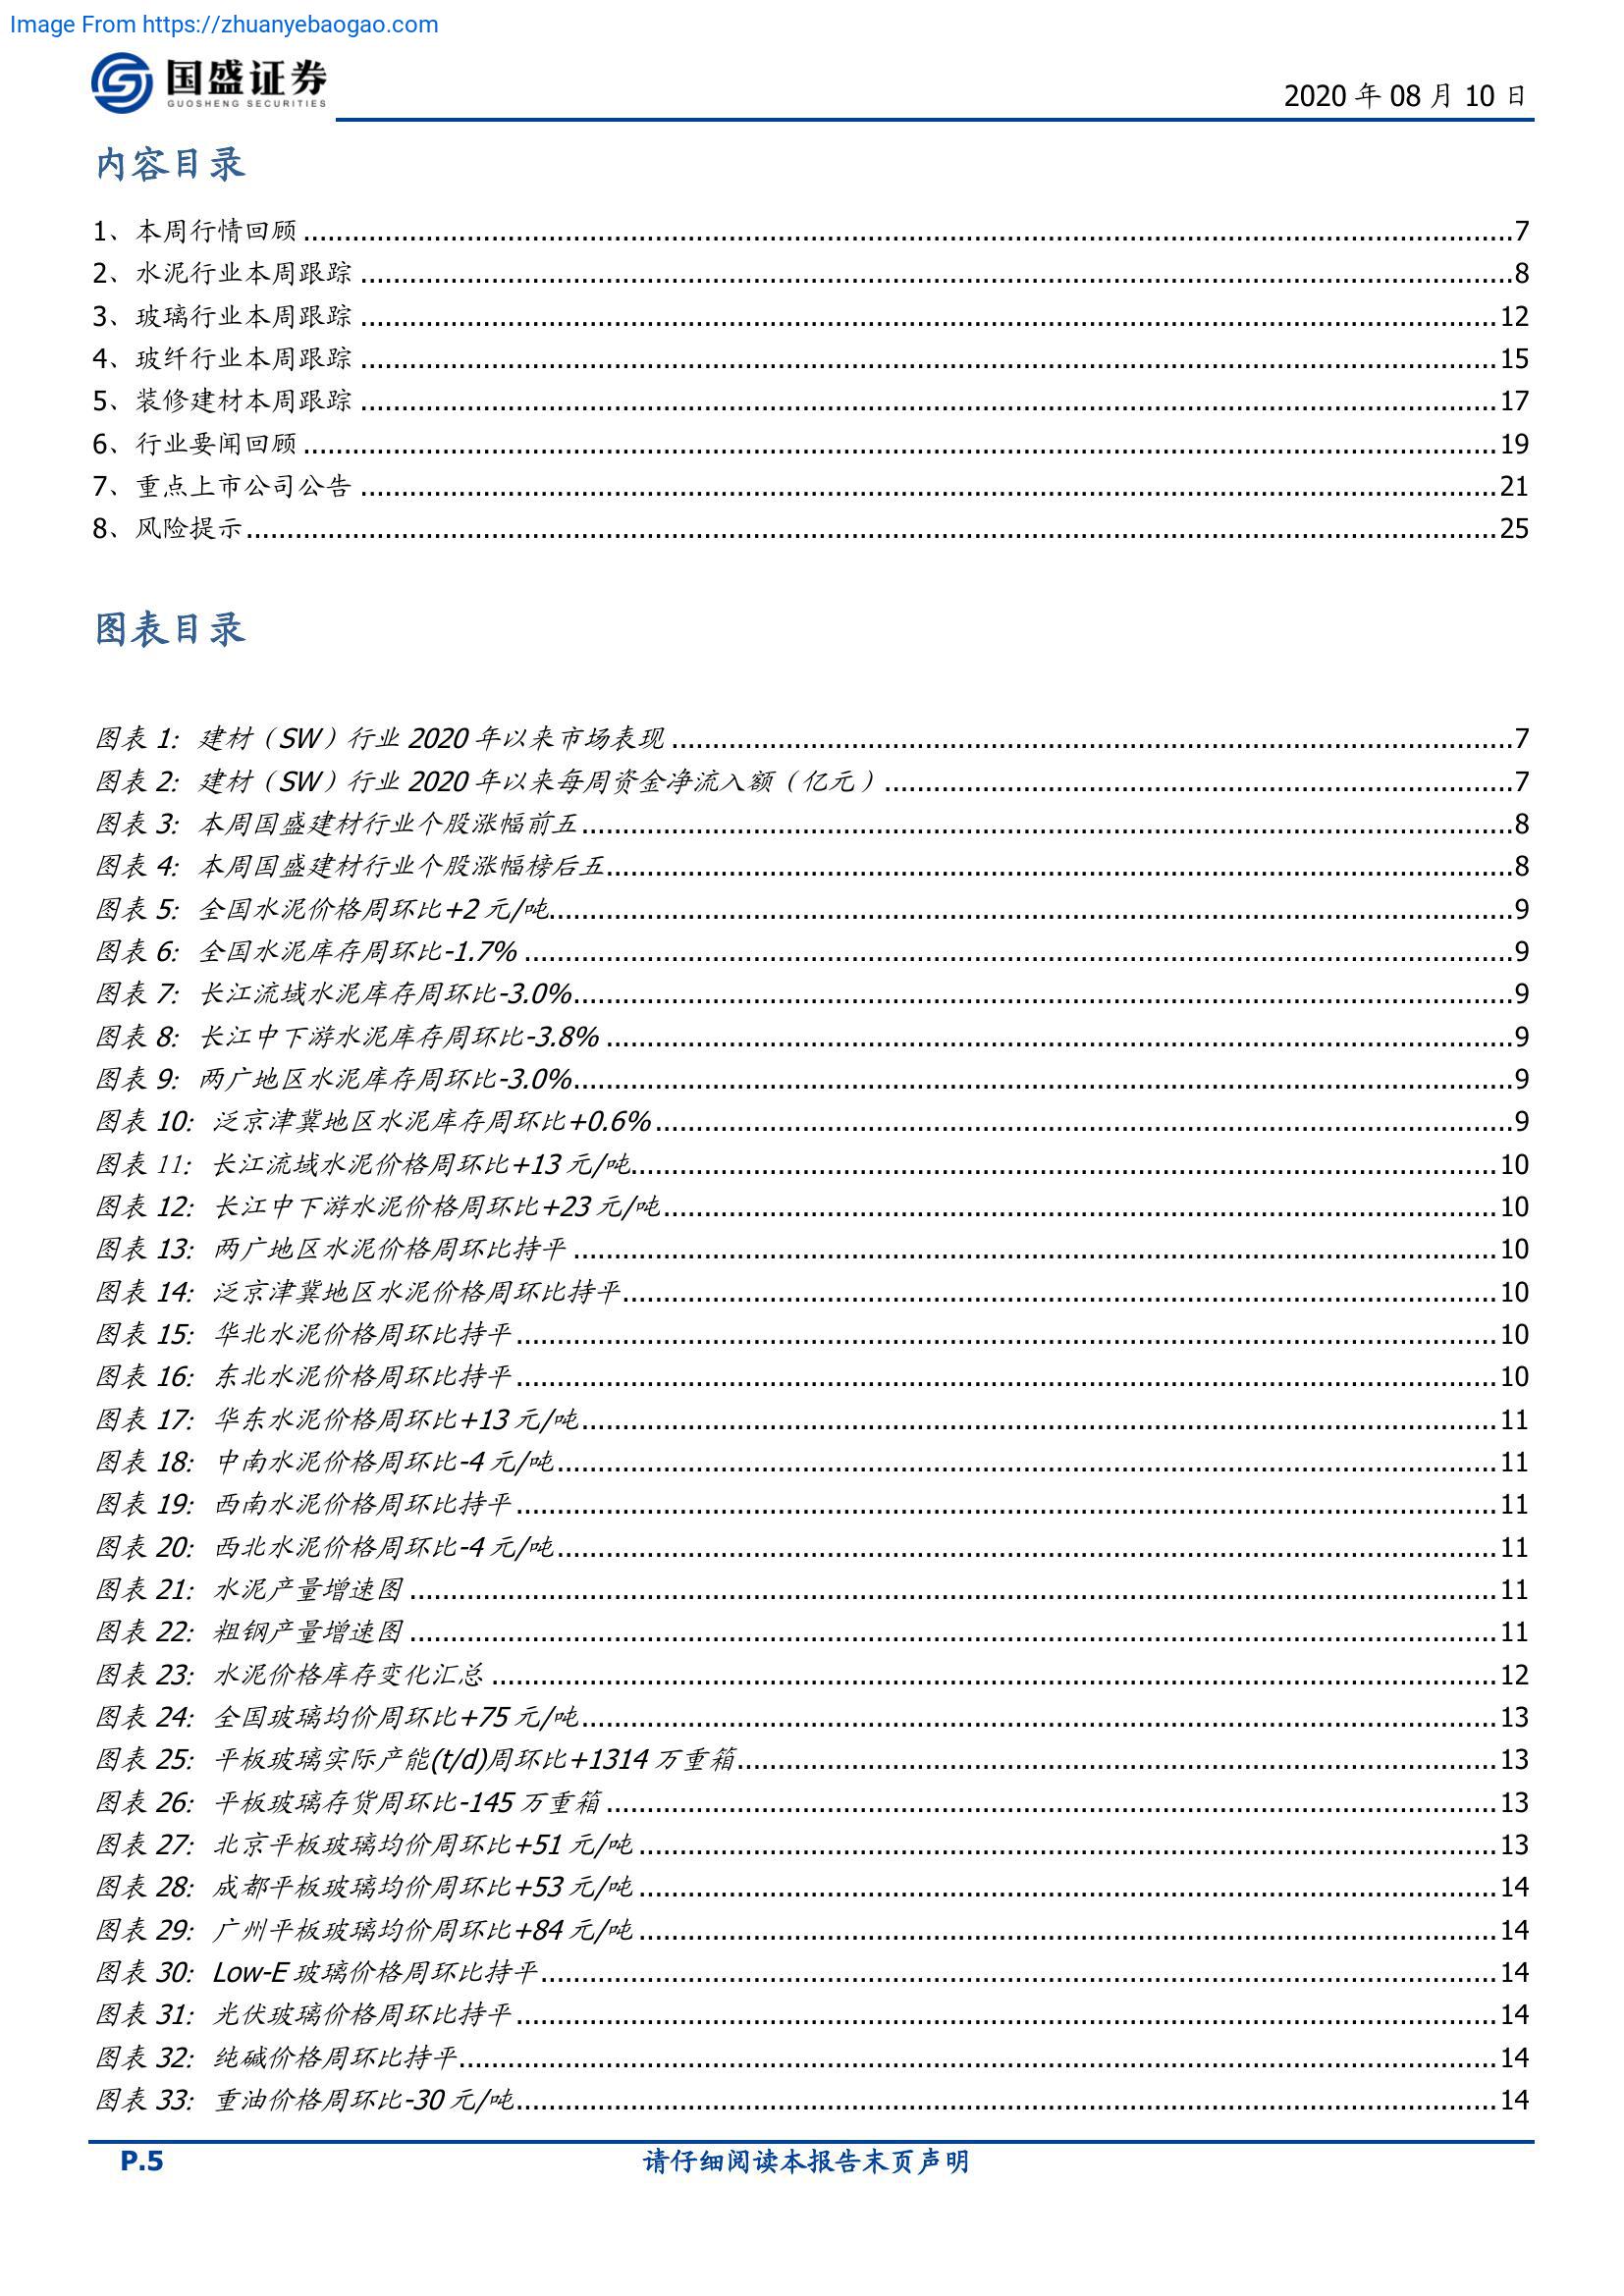 Image From https://zhuanyebaogao.com
国盛证券
GUOSHENG SECURITIES
2020 年 08 月 10 日
内容目录
1、本周行情回顾 ........ 7
2、水泥行业本周跟踪 ........ 8
3、玻璃行业本周跟踪 ........ 12
4、玻纤行业本周跟踪 ........ 15
5、装修建材本周跟踪 ........ 17
6、行业要闻回顾 ........ 19
7、重点上市公司公告 ........ 21
8、风险提示 ........ 25
图表目录
图表 1: 建材（SW）行业 2020 年以来市场表现 ........ 7
图表 2: 建材（SW）行业 2020 年以来每周资金净流入额（亿元） ........ 7
图表 3: 本周国盛建材行业个股涨幅前五 ........ 8
图表 4: 本周国盛建材行业个股涨幅榜后五 ........ 8
图表 5: 全国水泥价格周环比+2 元/吨 ........ 9
图表 6: 全国水泥库存周环比-1.7% ........ 9
图表 7: 长江流域水泥库存周环比-3.0% ........ 9
图表 8: 长江中下游水泥库存周环比-3.8% ........ 9
图表 9: 两广地区水泥库存周环比-3.0% ........ 9
图表 10: 泛京津冀地区水泥库存周环比+0.6% ........ 9
图表 11: 长江流域水泥价格周环比+13 元/吨 ........ 10
图表 12: 长江中下游水泥价格周环比+23 元/吨 ........ 10
图表 13: 两广地区水泥价格周环比持平 ........ 10
图表 14: 泛京津冀地区水泥价格周环比持平 ........ 10
图表 15: 华北水泥价格周环比持平 ........ 10
图表 16: 东北水泥价格周环比持平 ........ 10
图表 17: 华东水泥价格周环比+13 元/吨 ........ 11
图表 18: 中南水泥价格周环比-4 元/吨 ........ 11
图表 19: 西南水泥价格周环比持平 ........ 11
图表 20: 西北水泥价格周环比-4 元/吨 ........ 11
图表 21: 水泥产量增速图 ........ 11
图表 22: 粗钢产量增速图 ........ 11
图表 23: 水泥价格库存变化汇总 ........ 12
图表 24: 全国玻璃均价周环比+75 元/吨 ........ 13
图表 25: 平板玻璃实际产能(t/d)周环比+1314 万重箱 ........ 13
图表 26: 平板玻璃存货周环比-145 万重箱 ........ 13
图表 27: 北京平板玻璃均价周环比+51 元/吨 ........ 13
图表 28: 成都平板玻璃均价周环比+53 元/吨 ........ 14
图表 29: 广州平板玻璃均价周环比+84 元/吨 ........ 14
图表 30: Low-E 玻璃价格周环比持平 ........ 14
图表 31: 光伏玻璃价格周环比持平 ........ 14
图表 32: 纯碱价格周环比持平 ........ 14
图表 33: 重油价格周环比-30 元/吨 ........ 14
P.5
请仔细阅读本报告末页声明